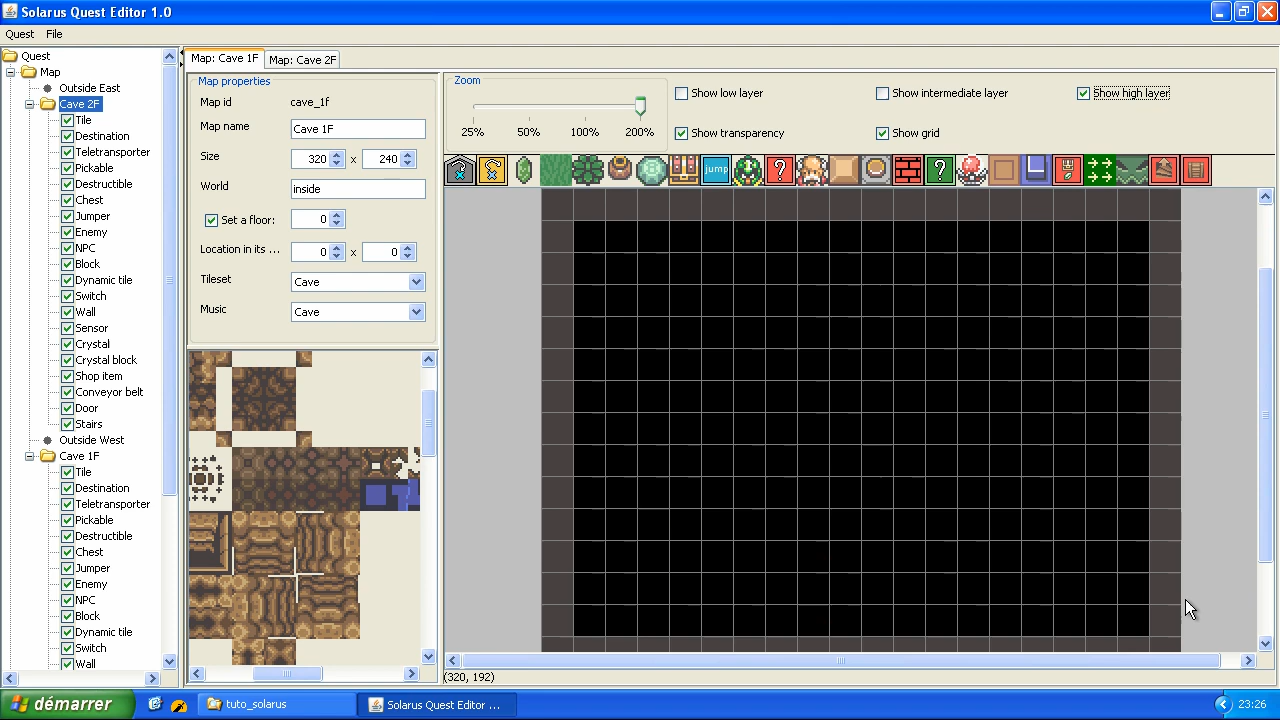 Solarus Quest Editor 1.0
Quest File
Quest
Map
Outside East
Cave 2F
Tile
Destination
Teletransporter
Pickable
Destructible
Chest
Jumper
Enemy
NPC
Block
Dynamic tile
Switch
Wall
Sensor
Crystal
Crystal block
Shop item
Conveyor belt
Door
Stairs
Outside West
Cave 1F
Tile
Destination
Teletransporter
Pickable
Destructible
Chest
Jumper
Enemy
NPC
Block
Dynamic tile
Switch
Wall
Map: Cave 1F Map: Cave 2F
Map properties
Map id cave_1f
Map name Cave 1F
Size 320 x 240
World inside
Set a floor: 0
Location in its ... 0 x 0
Tileset Cave
Music Cave
Zoom
25% 50% 100% 200%
Show low layer Show intermediate layer Show high layer
Show transparency Show grid
jump ? ?
(320, 192)
démarrer tuto_solarus Solarus Quest Editor ... 23:26